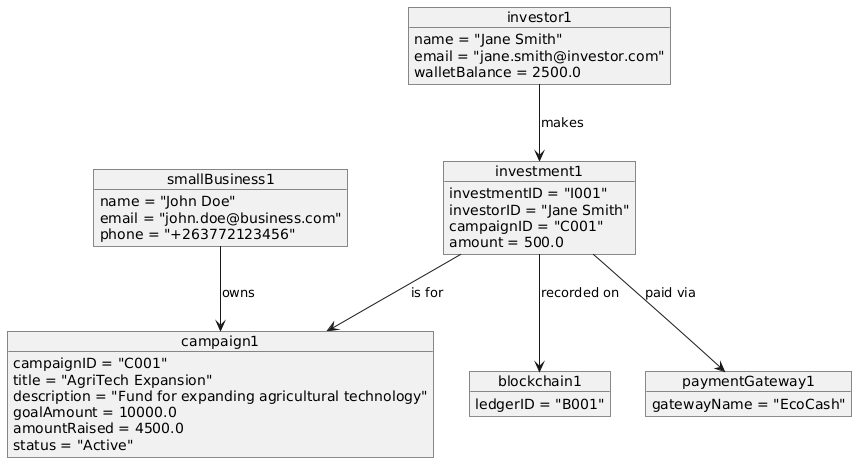 investor1
name = "Jane Smith"
email = "jane.smith@investor.com"
walletBalance = 2500.0
makes
smallBusiness1
name = "John Doe"
email = "john.doe@business.com"
phone = "+263772123456"
investment1
investmentID = "I001"
investorID = "Jane Smith"
campaignID = "C001"
amount = 500.0
owns
is for
recorded on
paid via
campaign1
campaignID = "C001"
title = "AgriTech Expansion"
description = "Fund for expanding agricultural technology"
goalAmount = 10000.0
amountRaised = 4500.0
status = "Active"
blockchain1
ledgerID = "B001"
paymentGateway1
gatewayName = "EcoCash"